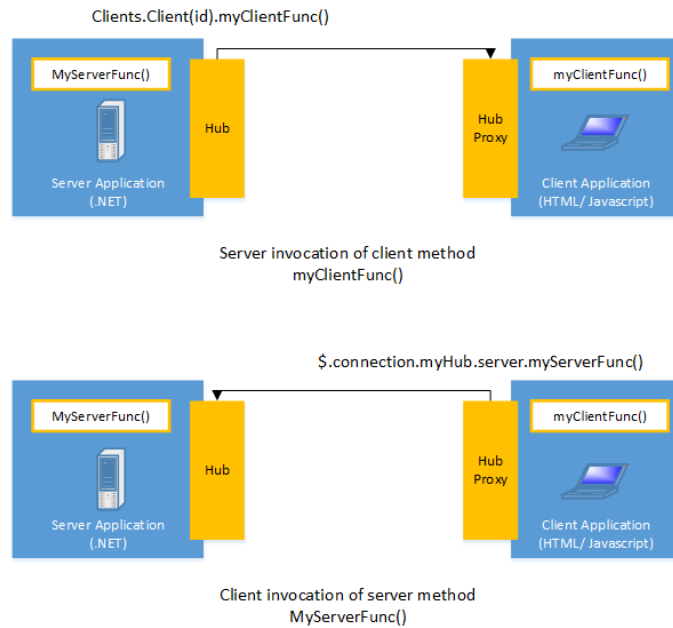 Clients.Client(id).myClientFunc()
MyServerFunc()
myClientFunc()
Hub
Hub
Proxy
Server Application
(.NET)
Client Application
(HTML/ Javascript)
Server invocation of client method
myClientFunc()
$.connection.myHub.server.myServerFunc()
MyServerFunc()
myClientFunc()
Hub
Hub
Proxy
Server Application
(.NET)
Client Application
(HTML/ Javascript)
Client invocation of server method
MyServerFunc()